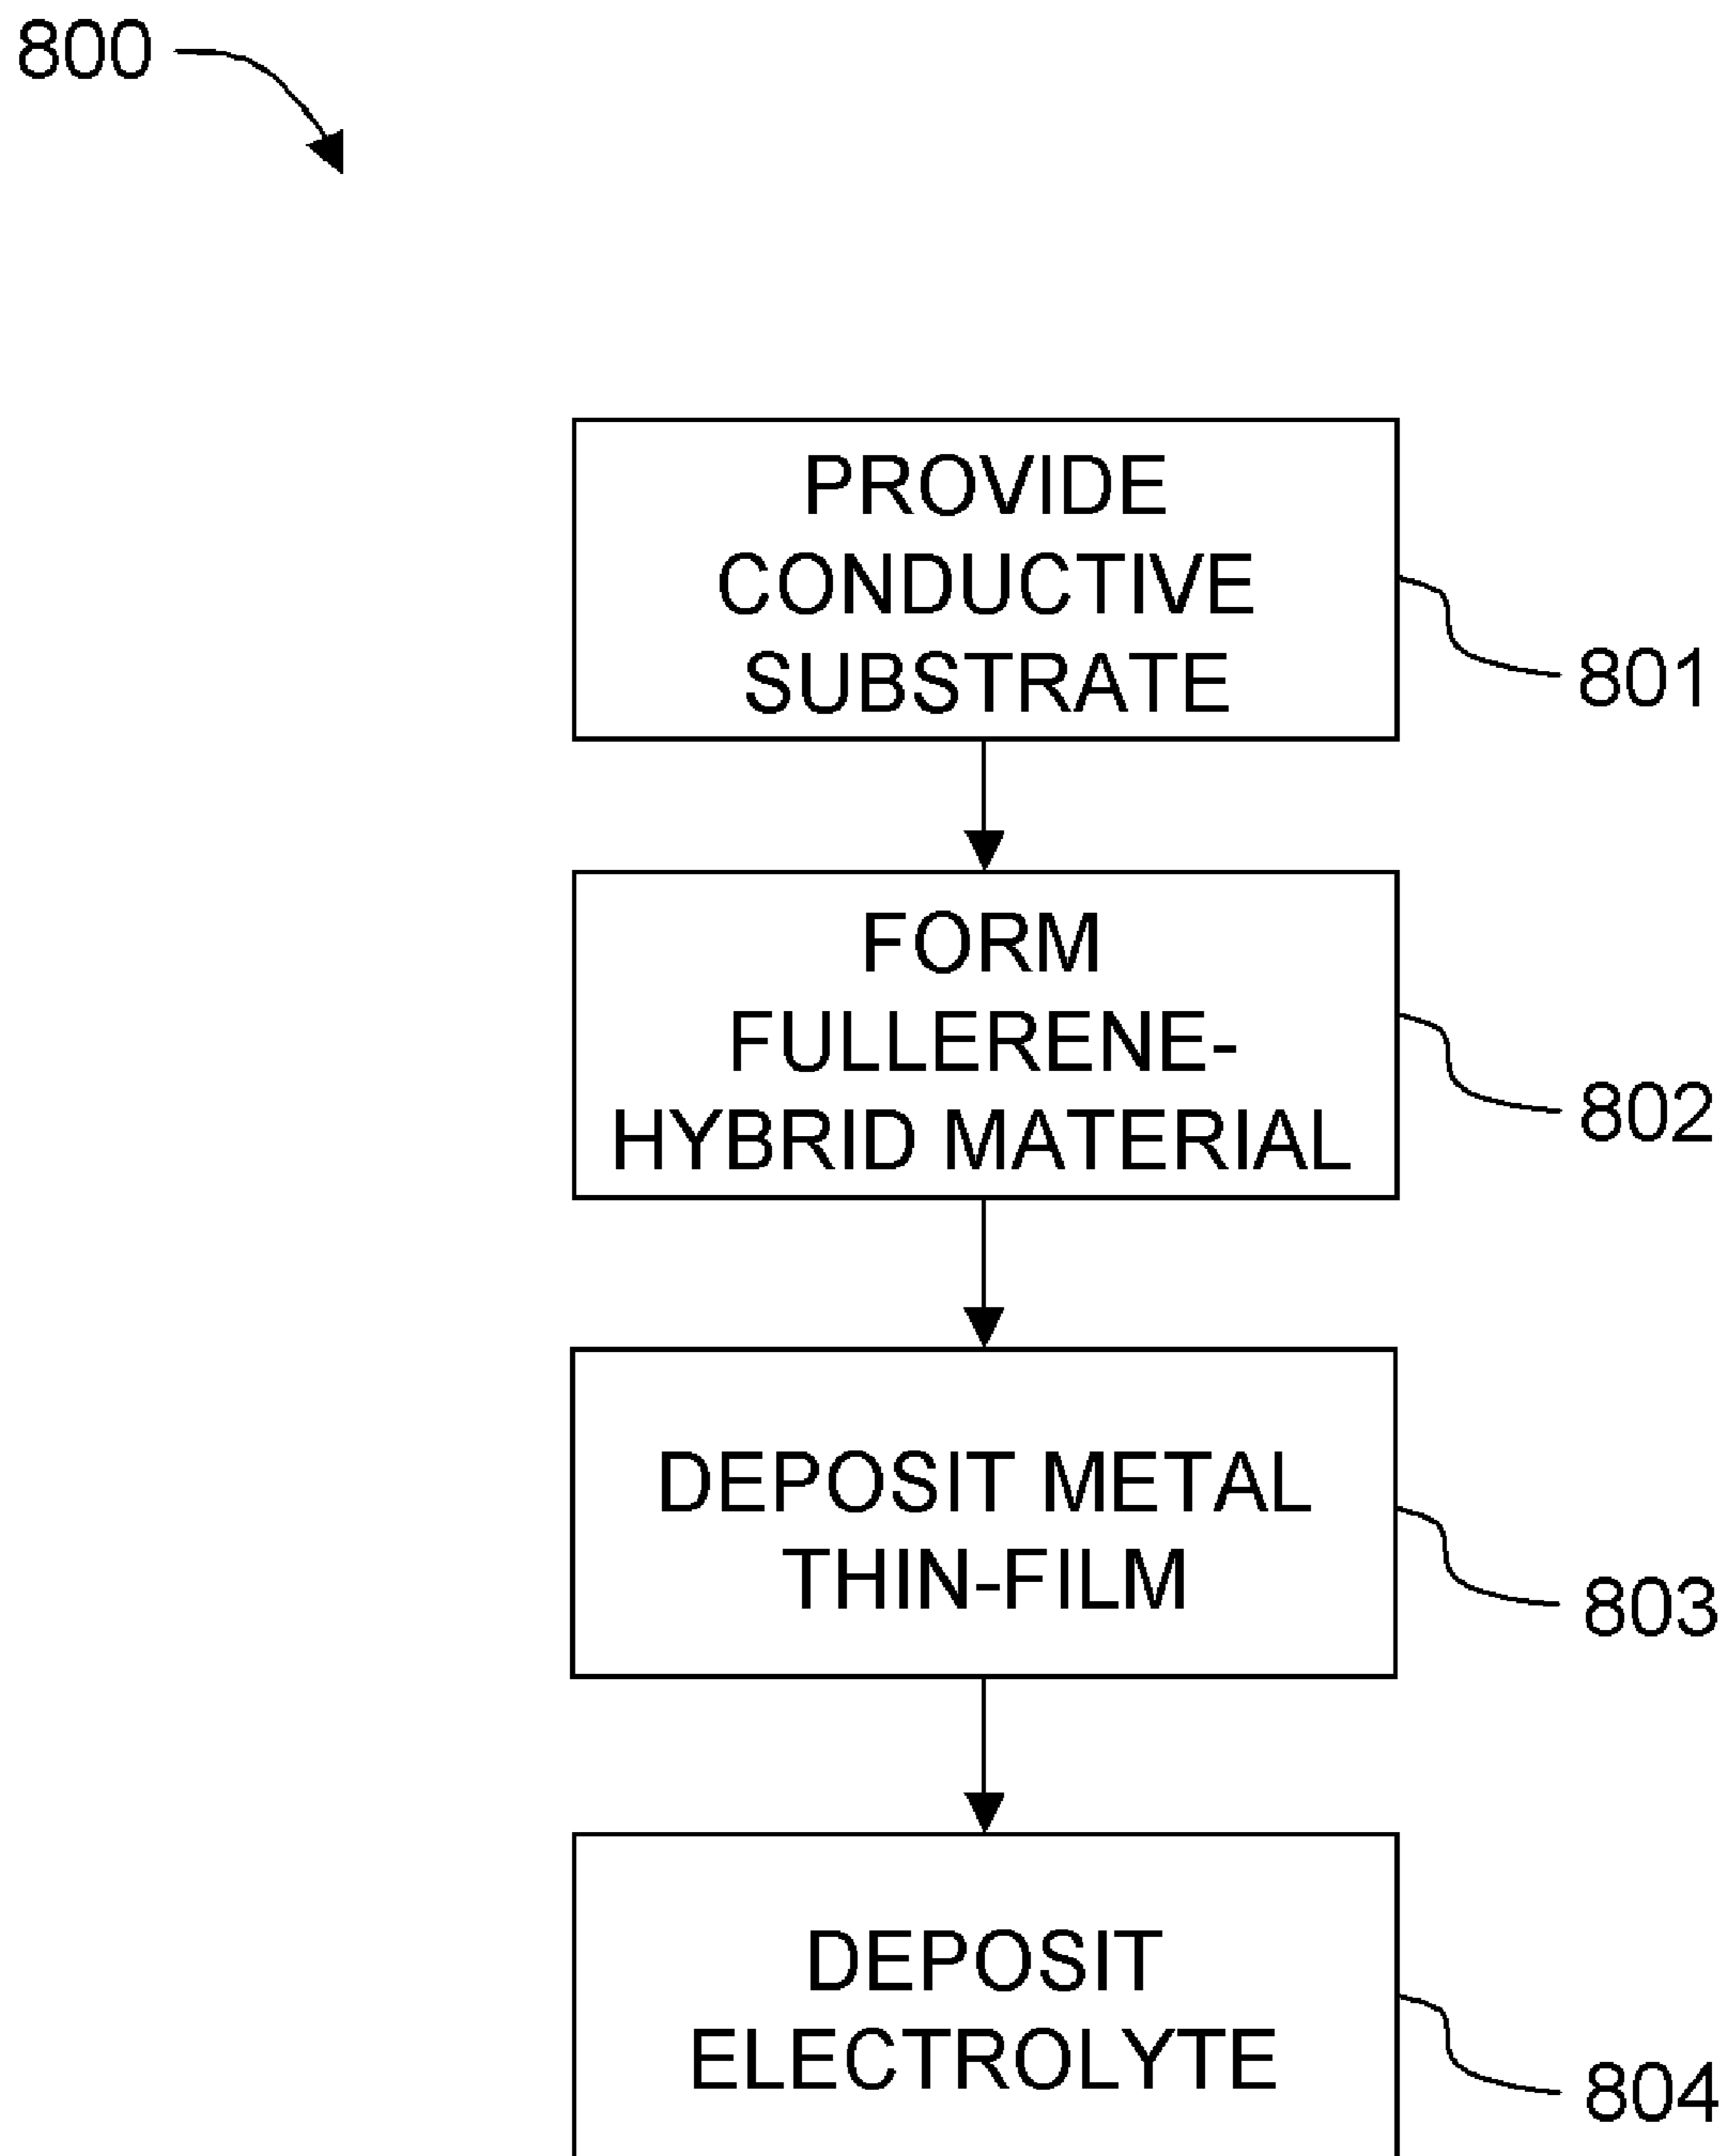 800
PROVIDE
CONDUCTIVE
SUBSTRATE
801
FORM
FULLERENE-
HYBRID MATERIAL
802
DEPOSIT METAL
THIN-FILM
803
DEPOSIT
ELECTROLYTE
804